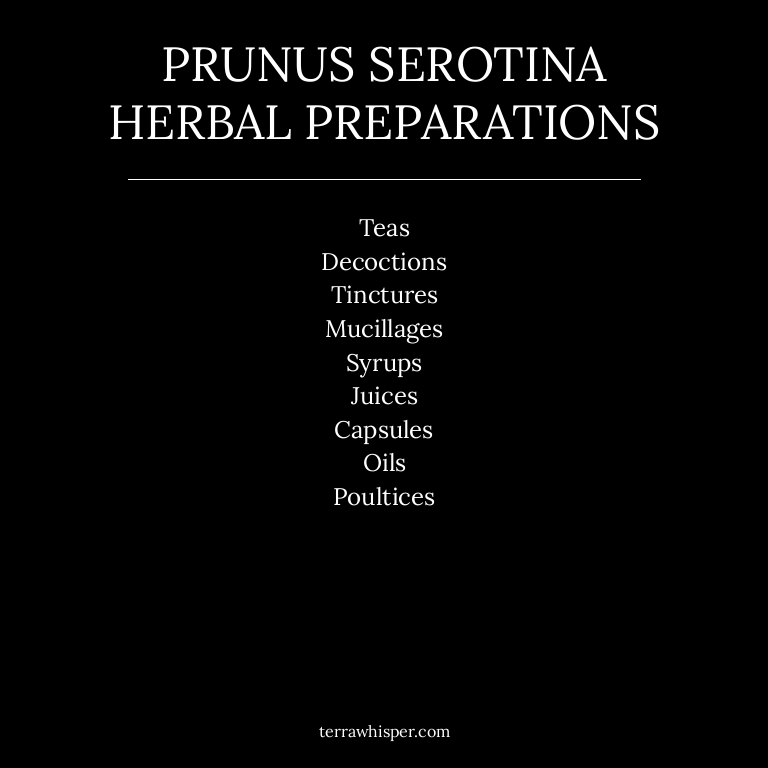 PRUNUS SEROTINA
HERBAL PREPARATIONS
Teas
Decoctions
Tinctures
Mucillages
Syrups
Juices
Capsules
Oils
Poultices
terrawhisper.com